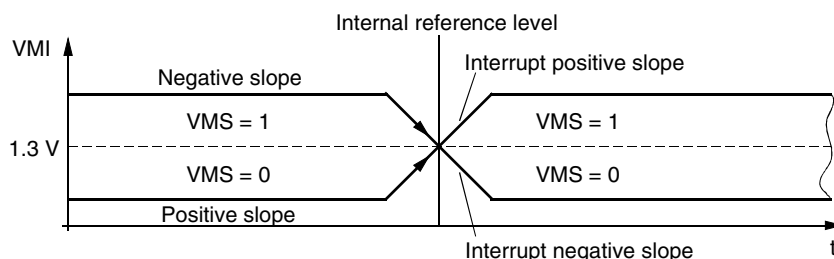 Internal reference level
VMI
Negative slope
Interrupt positive slope
VMS = 1
VMS = 1
1.3 V
VMS = 0
VMS = 0
Positive slope
Interrupt negative slope
t